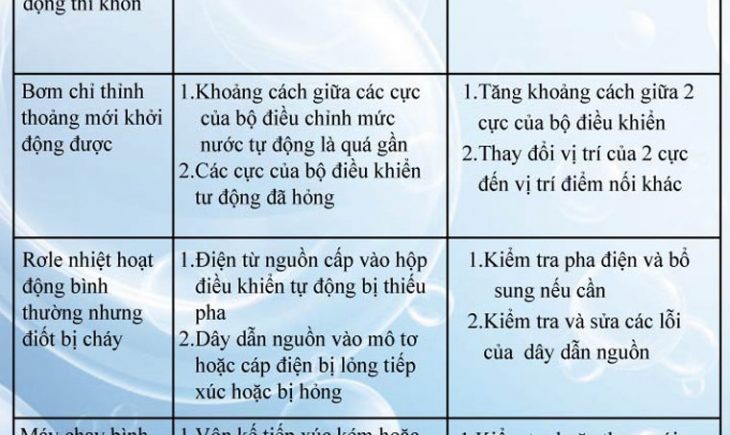 động thì khôn
Bơm chỉ thỉnh
thoảng mới khởi
động được
1.Khoảng cách giữa các cực
của bộ điều chỉnh mức
nước tự động là quá gần
2.Các cực của bộ điều khiển
tư động đã hỏng
1.Tăng khoảng cách giữa 2
cực của bộ điều khiển
2.Thay đổi vị trí của 2 cực
đến vị trí điểm nối khác
Rơle nhiệt hoạt
động bình
thường nhưng
điốt bị cháy
1.Điện từ nguồn cấp vào hộp
điều khiển tự động bị thiếu
pha
2.Dây dẫn nguồn vào mô tơ
hoặc cáp điện bị lỏng tiếp
xúc hoặc bị hỏng
1.Kiểm tra pha điện và bổ
sung nếu cần
2.Kiểm tra và sửa các lỗi
của dây dẫn nguồn
Máy chạy bình
1.Vôn kế tiếp xúc kém hoặc